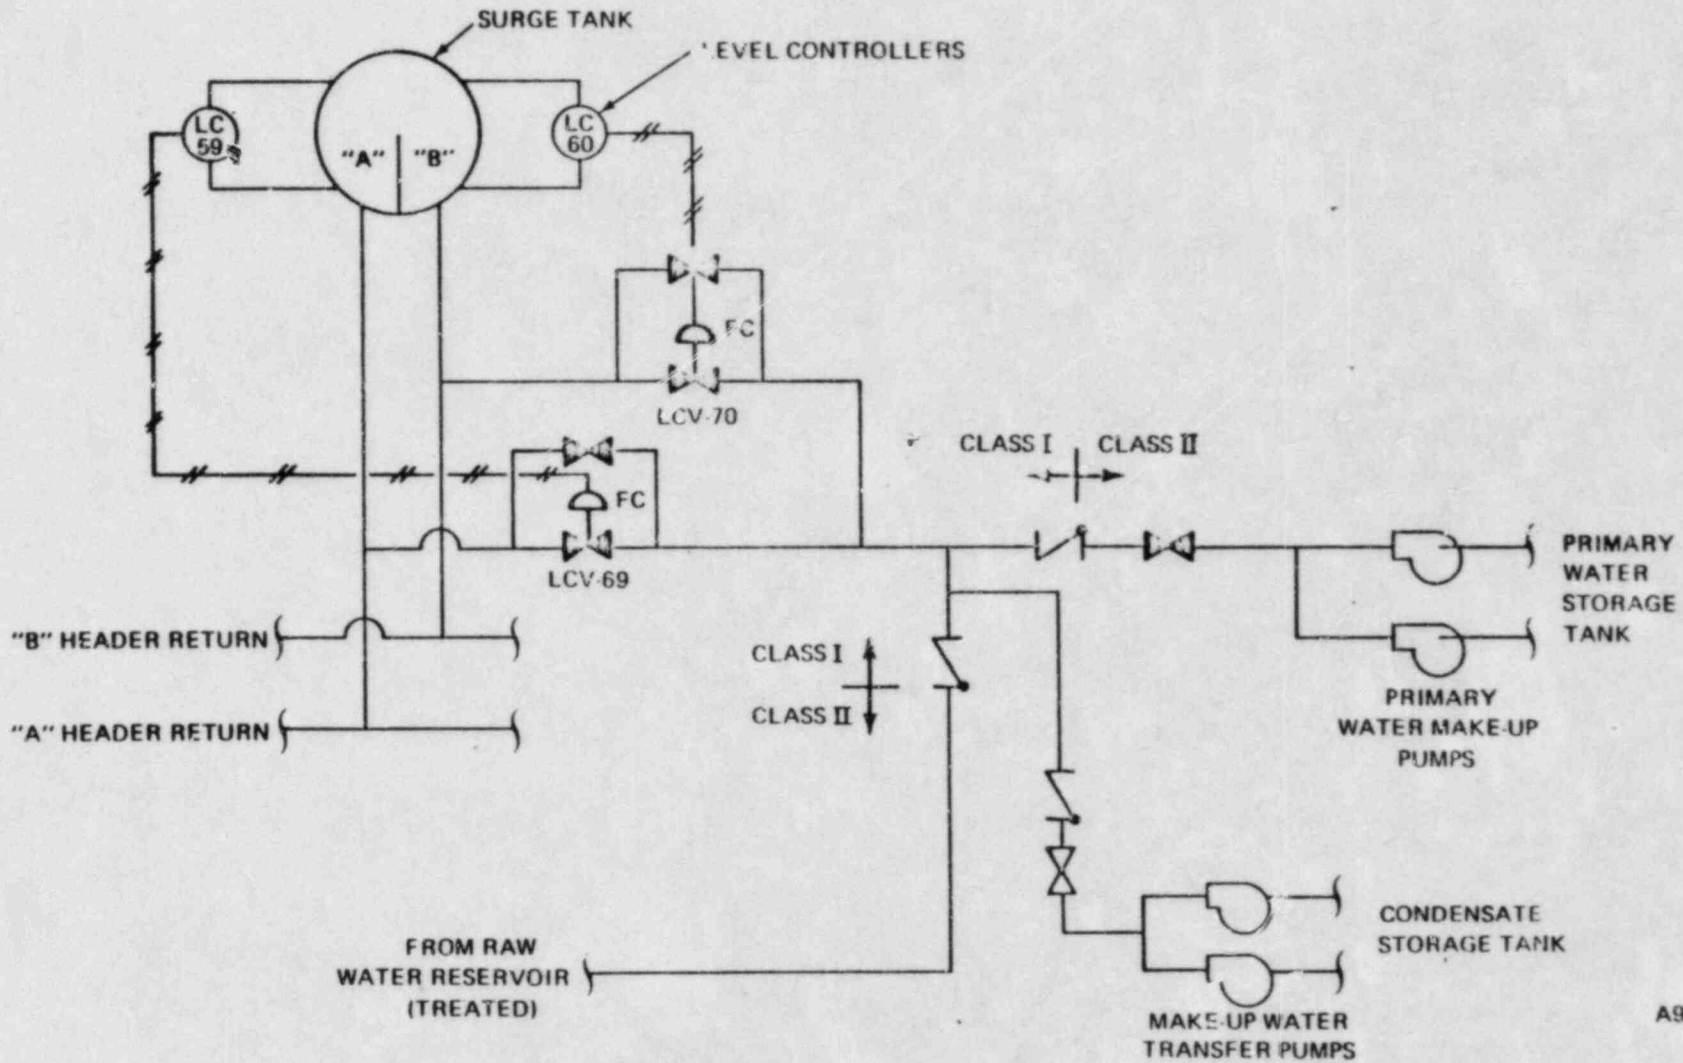 SURGE TANK
'EVEL CONTROLLERS
LC
59
"A"
"B"
LC
60
FC
LCV-70
CLASS I
CLASS II
FC
LCV-69
PRIMARY
WATER
STORAGE
TANK
"B" HEADER RETURN
CLASS I
CLASS II
PRIMARY
WATER MAKE-UP
PUMPS
"A" HEADER RETURN
FROM RAW
WATER RESERVOIR
(TREATED)
CONDENSATE
STORAGE TANK
MAKE-UP WATER
TRANSFER PUMPS
A9